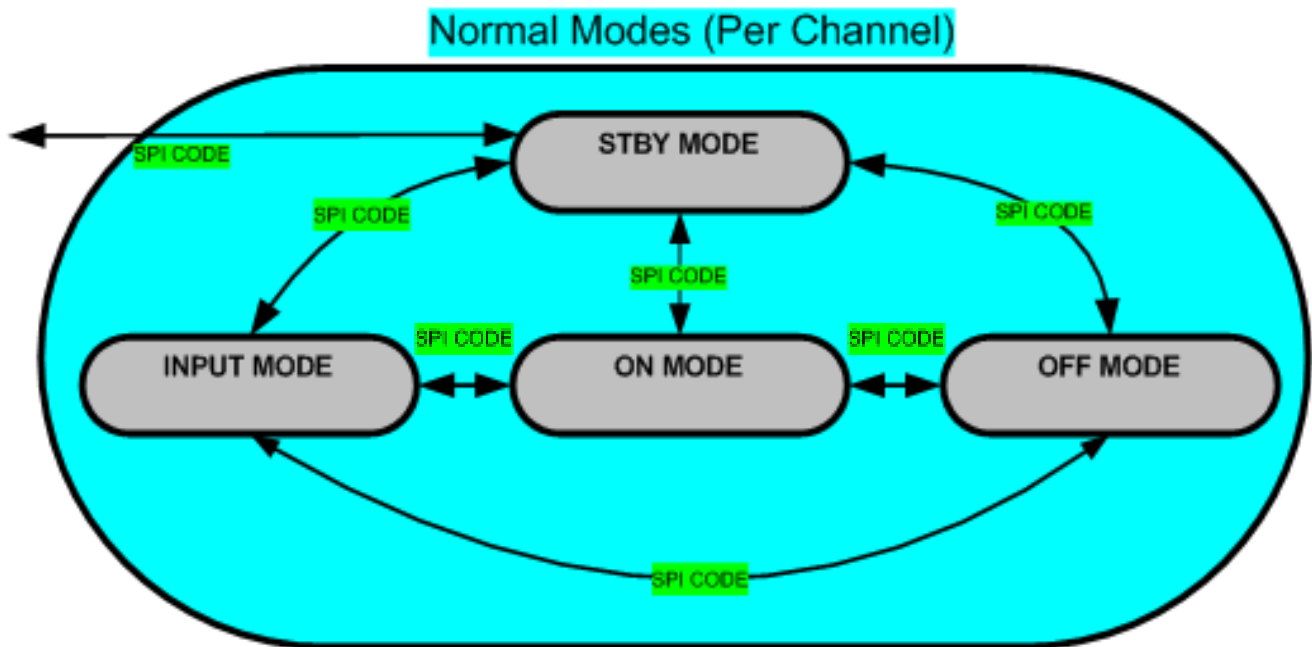 Normal Modes (Per Channel)
STBY MODE
SPI CODE
SPI CODE
SPI CODE
SPI CODE
SPI CODE
SPI CODE
INPUT MODE
ON MODE
OFF MODE
SPI CODE